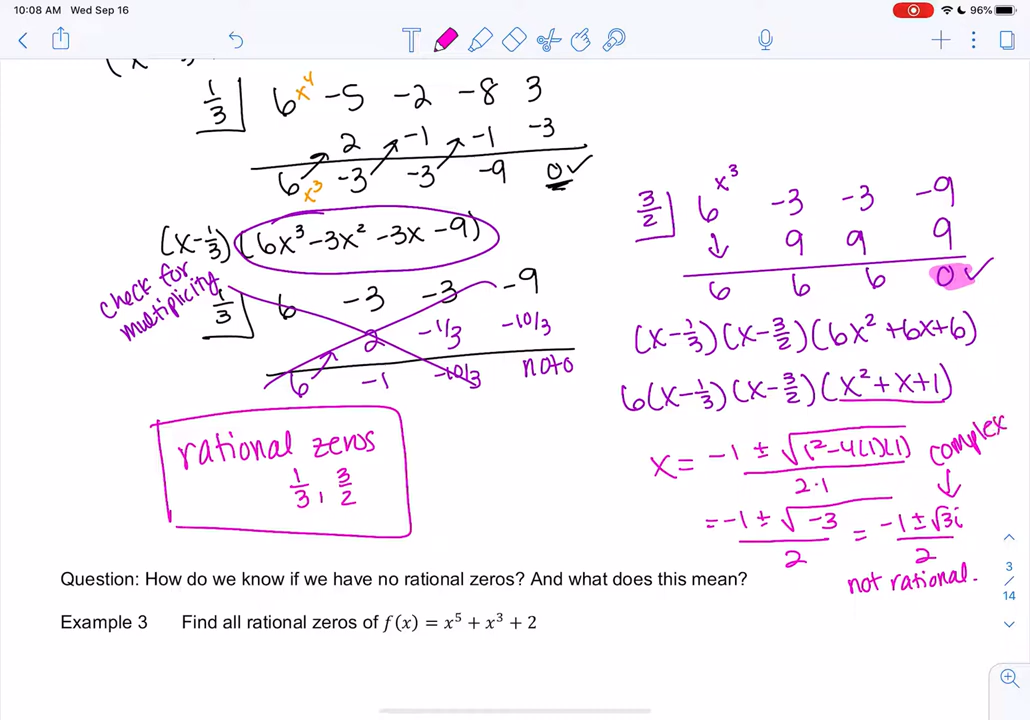 10:08 AM Wed Sep 16
96%
T
1/3 6x⁴ -5 -2 -8 3
2 -1 -1 -3
6x³ -3 -3 -9 0 ✓
(x-1/3)(6x³-3x²-3x-9)
check for
multiplicity
1/3 6 -3 -3 -9
2 -1/3 -10/3
6 -1 -10/3 not 0
rational zeros
1/3, 3/2
3/2 6x³ -3 -3 -9
↓ 9 9 9
6 6 6 0 ✓
(x-1/3)(x-3/2)(6x²+6x+6)
6(x-1/3)(x-3/2)(x²+x+1)
x = (-1 ± √(1²-4(1)(1)))/(2·1)
complex
↓
= (-1 ± √-3)/2 = (-1 ± √3i)/2
not rational.
Question: How do we know if we have no rational zeros? And what does this mean?
Example 3 Find all rational zeros of f(x) = x⁵ + x³ + 2
3
/
14